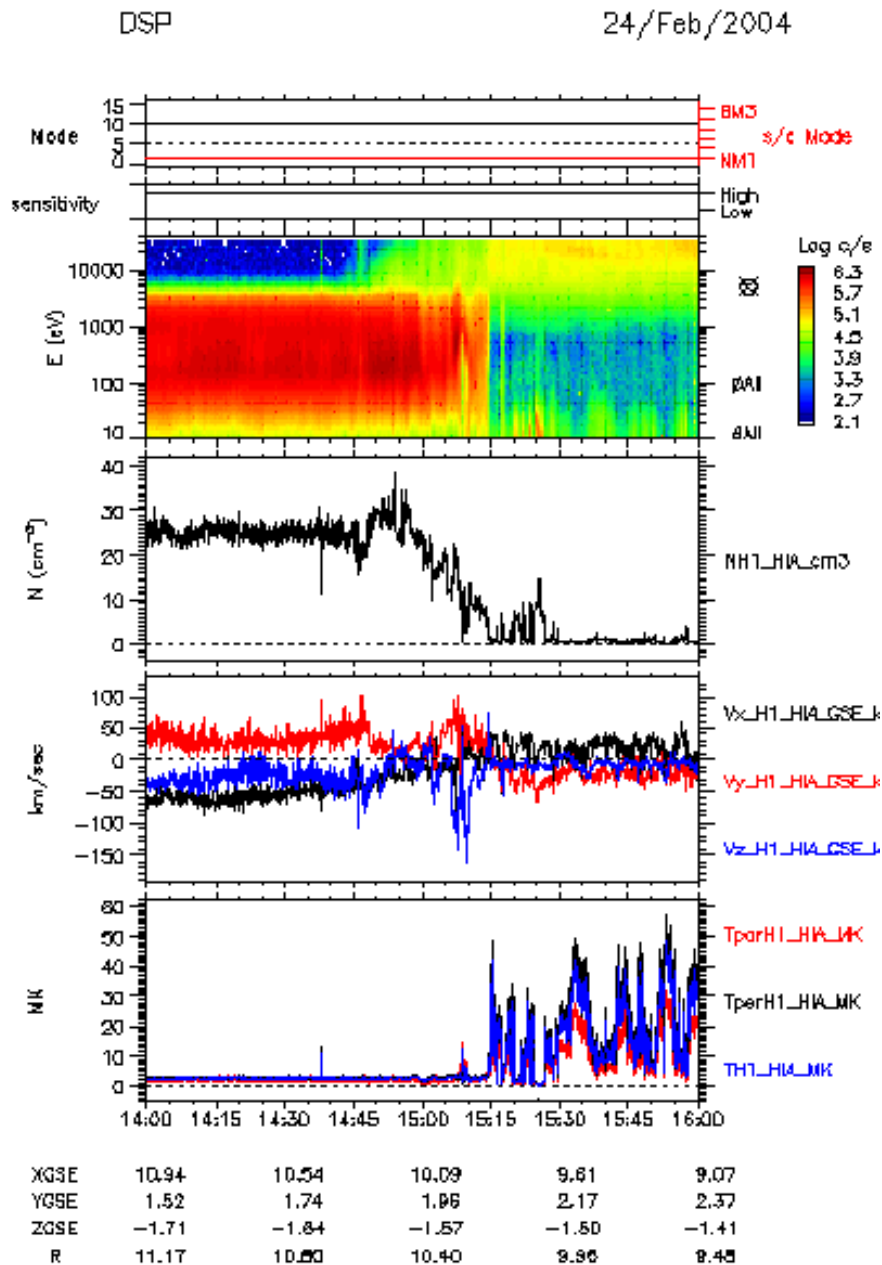 DSP 24/Feb/2004
15
10
5
0
Mode
BM3
s/c Mode
NM1
sensitivity
High
Low
10000
1000
100
10
E (eV)
pAll
Log c/e
6.3
5.7
5.1
4.5
3.9
3.3
2.7
2.1
40
30
20
10
0
N (cm⁻³)
NH1_HIA_cm3
100
50
0
−50
−100
−150
km/sec
Vx_H1_HIA_GSE_k
Vy_H1_HIA_GSE_k
Vz_H1_HIA_GSE_k
60
50
40
30
20
10
0
MK
TparH1_HIA_MK
TperH1_HIA_MK
TH1_HIA_MK
14:00 14:15 14:30 14:45 15:00 15:15 15:30 15:45 16:00
XGSE 10.94 10.54 10.09 9.61 9.07
YGSE 1.52 1.74 1.96 2.17 2.37
ZGSE −1.71 −1.64 −1.57 −1.50 −1.41
R 11.17 10.40 9.96